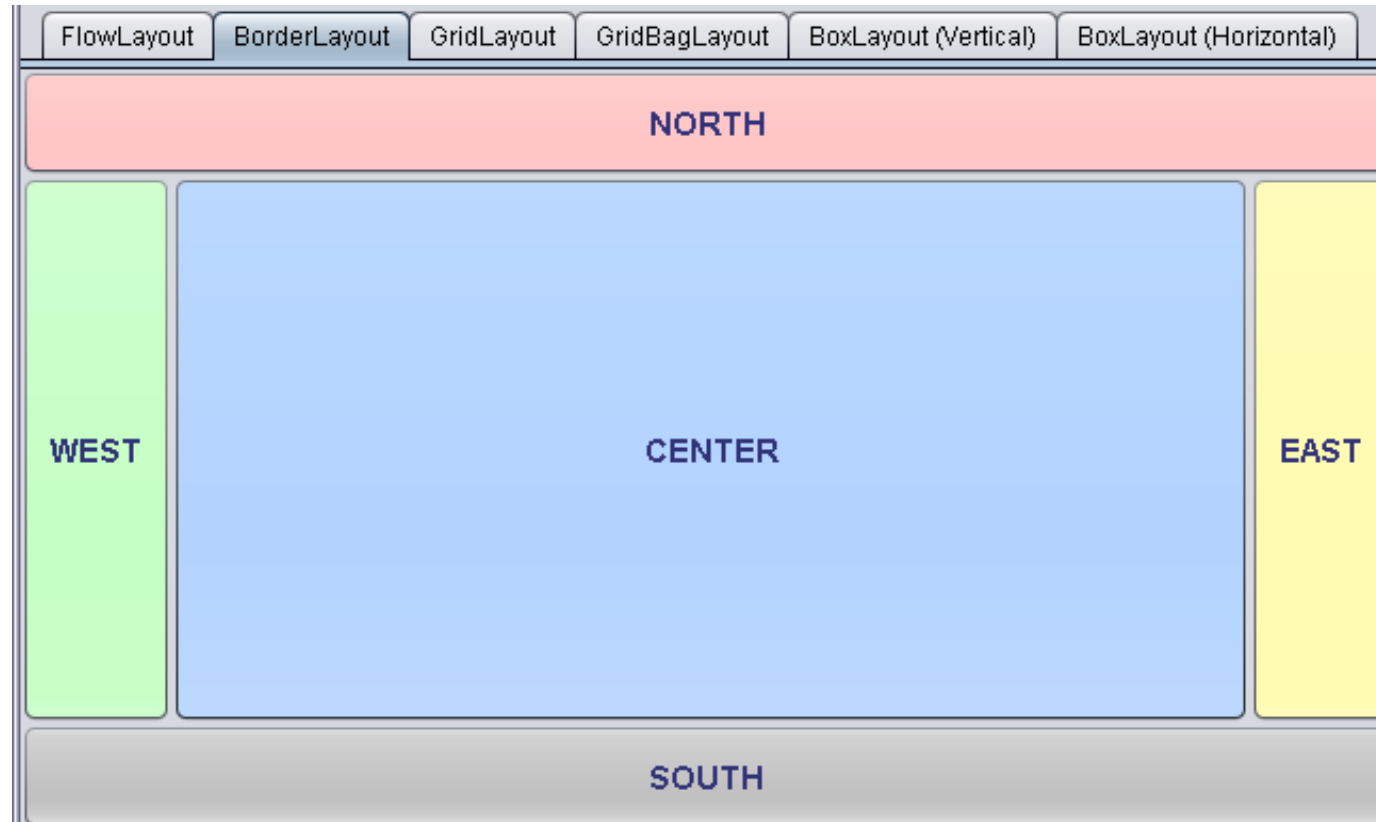 FlowLayout BorderLayout GridLayout GridBagLayout BoxLayout (Vertical) BoxLayout (Horizontal)
NORTH
WEST CENTER EAST
SOUTH